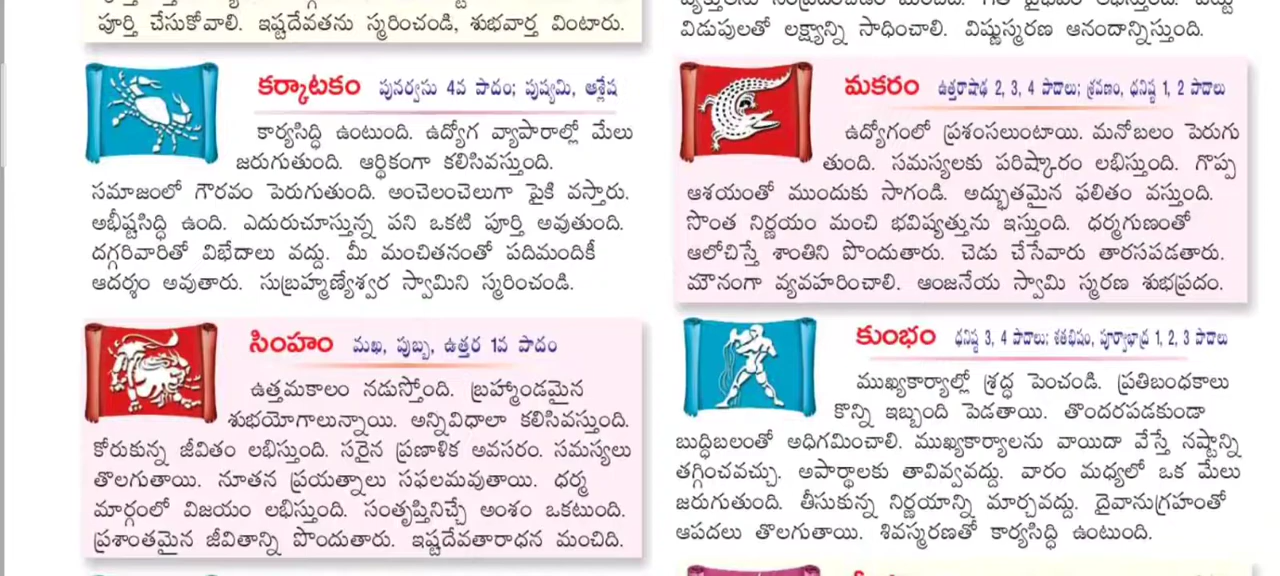 పూర్తి చేసుకోవాలి. ఇష్టదేవతను స్మరించండి, శుభవార్త వింటారు.
కర్కాటకం పునర్వసు 4వ పాదం; పుష్యమి, ఆశ్లేష
కార్యసిద్ధి ఉంటుంది. ఉద్యోగ వ్యాపారాల్లో మేలు
జరుగుతుంది. ఆర్థికంగా కలిసివస్తుంది.
సమాజంలో గౌరవం పెరుగుతుంది. అంచెలంచెలుగా పైకి వస్తారు.
అభీష్టసిద్ధి ఉంది. ఎదురుచూస్తున్న పని ఒకటి పూర్తి అవుతుంది.
దగ్గరివారితో విభేదాలు వద్దు. మీ మంచితనంతో పదిమందికీ
ఆదర్శం అవుతారు. సుబ్రహ్మణ్యేశ్వర స్వామిని స్మరించండి.
సింహం మఖ, పుబ్బ, ఉత్తర 1వ పాదం
ఉత్తమకాలం నడుస్తోంది. బ్రహ్మాండమైన
శుభయోగాలున్నాయి. అన్నివిధాలా కలిసివస్తుంది.
కోరుకున్న జీవితం లభిస్తుంది. సరైన ప్రణాళిక అవసరం. సమస్యలు
తొలగుతాయి. నూతన ప్రయత్నాలు సఫలమవుతాయి. ధర్మ
మార్గంలో విజయం లభిస్తుంది. సంతృప్తినిచ్చే అంశం ఒకటుంది.
ప్రశాంతమైన జీవితాన్ని పొందుతారు. ఇష్టదేవతారాధన మంచిది.
విడుపులతో లక్ష్యాన్ని సాధించాలి. విష్ణుస్మరణ ఆనందాన్నిస్తుంది.
మకరం ఉత్తరాషాఢ 2, 3, 4 పాదాలు; శ్రవణం, ధనిష్ఠ 1, 2 పాదాలు
ఉద్యోగంలో ప్రశంసలుంటాయి. మనోబలం పెరుగు
తుంది. సమస్యలకు పరిష్కారం లభిస్తుంది. గొప్ప
ఆశయంతో ముందుకు సాగండి. అద్భుతమైన ఫలితం వస్తుంది.
సొంత నిర్ణయం మంచి భవిష్యత్తును ఇస్తుంది. ధర్మగుణంతో
ఆలోచిస్తే శాంతిని పొందుతారు. చెడు చేసేవారు తారసపడతారు.
మౌనంగా వ్యవహరించాలి. ఆంజనేయ స్వామి స్మరణ శుభప్రదం.
కుంభం ధనిష్ఠ 3, 4 పాదాలు; శతభిషం, పూర్వాభాద్ర 1, 2, 3 పాదాలు
ముఖ్యకార్యాల్లో శ్రద్ధ పెంచండి. ప్రతిబంధకాలు
కొన్ని ఇబ్బంది పెడతాయి. తొందరపడకుండా
బుద్ధిబలంతో అధిగమించాలి. ముఖ్యకార్యాలను వాయిదా వేస్తే నష్టాన్ని
తగ్గించవచ్చు. అపార్థాలకు తావివ్వవద్దు. వారం మధ్యలో ఒక మేలు
జరుగుతుంది. తీసుకున్న నిర్ణయాన్ని మార్చవద్దు. దైవానుగ్రహంతో
ఆపదలు తొలగుతాయి. శివస్మరణతో కార్యసిద్ధి ఉంటుంది.